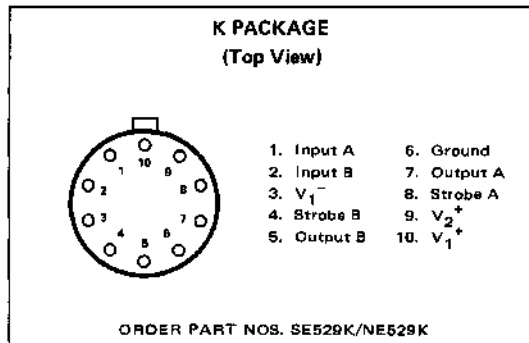 K PACKAGE
(Top View)
10
1
9
2
8
3
7
4
6
5
1. Input A
2. Input B
3. V₁⁻
4. Strobe B
5. Output B
6. Ground
7. Output A
8. Strobe A
9. V₂⁺
10. V₁⁺
ORDER PART NOS. SE529K/NE529K